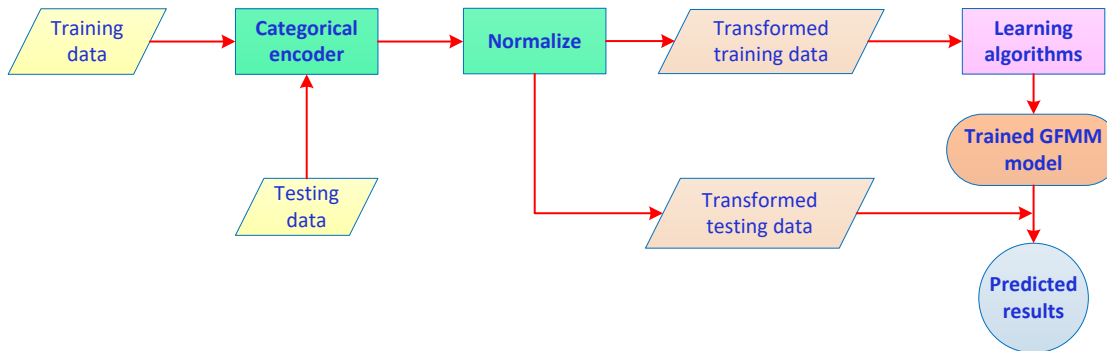 Training
data
Categorical
encoder
Normalize
Transformed
training data
Learning
algorithms
Trained GFMM
model
Testing
data
Transformed
testing data
Predicted
results